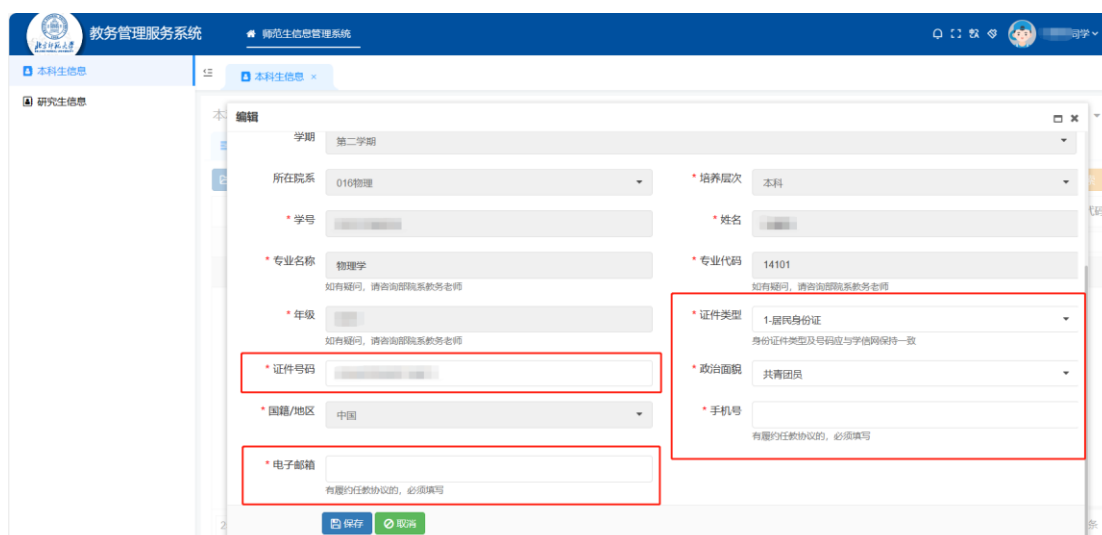 北京师范大学
教务管理服务系统
师范生信息管理系统
同学
本科生信息
本科生信息 ×
研究生信息
本
编辑
学期 第二学期
所在院系 016物理 * 培养层次 本科
* 学号 * 姓名
* 专业名称 物理学 * 专业代码 14101
如有疑问，请咨询部院系教务老师 如有疑问，请咨询部院系教务老师
* 年级 * 证件类型 1-居民身份证
如有疑问，请咨询部院系教务老师 身份证件类型及号码应与学信网保持一致
* 证件号码 * 政治面貌 共青团员
* 国籍/地区 中国 * 手机号
有履约任教协议的，必须填写
* 电子邮箱
有履约任教协议的，必须填写
保存 取消
2 条